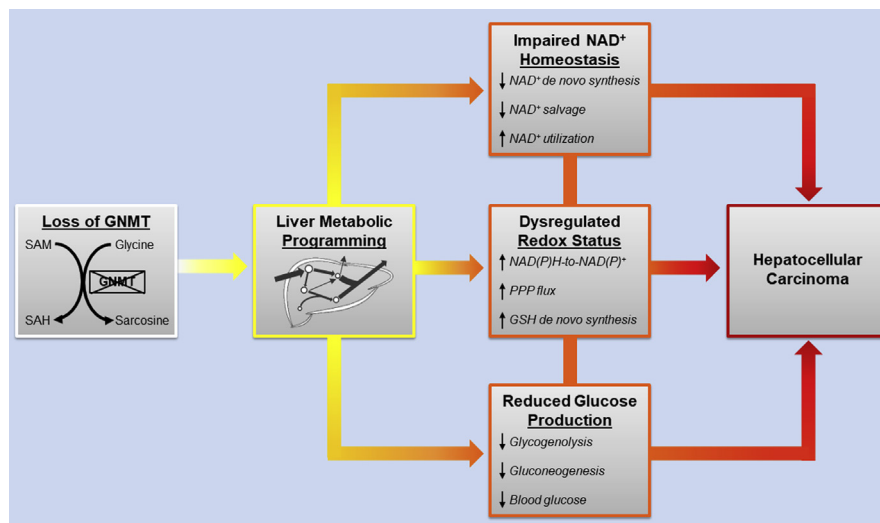 Loss of GNMT
SAM
Glycine
GNMT
SAH
Sarcosine
Liver Metabolic
Programming
Impaired NAD⁺
Homeostasis
↓ NAD⁺ de novo synthesis
↓ NAD⁺ salvage
↑ NAD⁺ utilization
Dysregulated
Redox Status
↑ NAD(P)H-to-NAD(P)⁺
↑ PPP flux
↑ GSH de novo synthesis
Reduced Glucose
Production
↓ Glycogenolysis
↓ Gluconeogenesis
↓ Blood glucose
Hepatocellular
Carcinoma